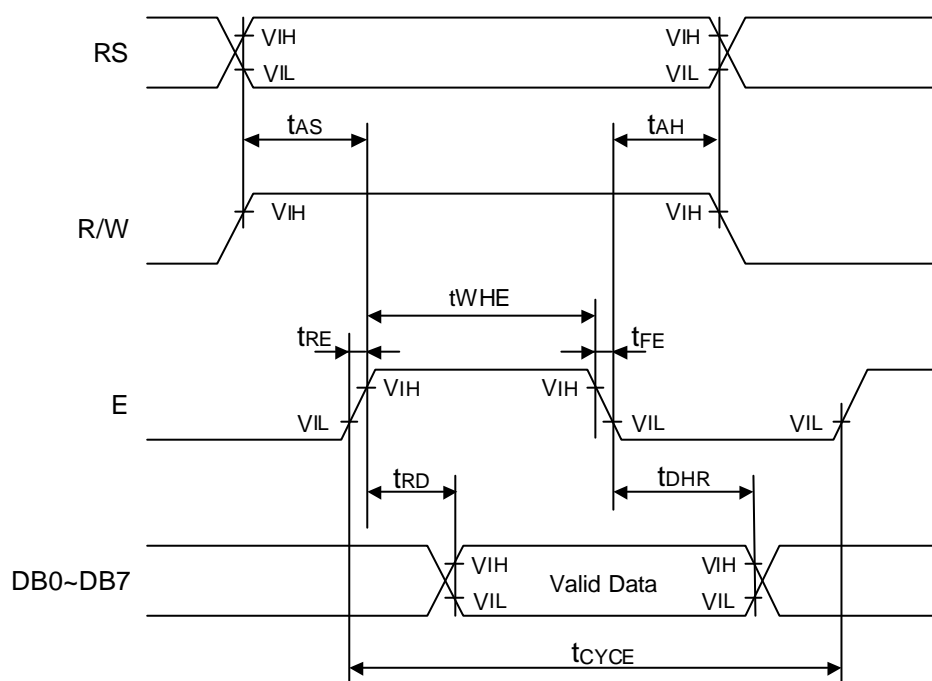 RS
VIH
VIH
VIL
VIL
tAS
tAH
R/W
VIH
VIH
tWHE
tRE
tFE
E
VIH
VIH
VIL
VIL
VIL
tRD
tDHR
DB0~DB7
VIH
Valid Data
VIH
VIL
VIL
tCYCE